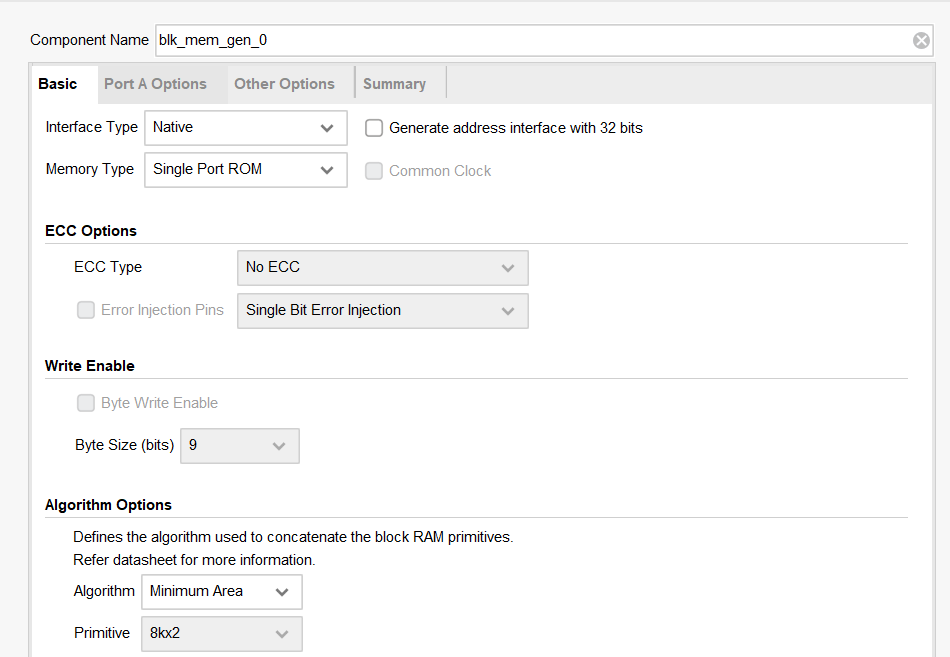 Component Name blk_mem_gen_0
Basic Port A Options Other Options Summary
Interface Type Native Generate address interface with 32 bits
Memory Type Single Port ROM Common Clock
ECC Options
ECC Type No ECC
Error Injection Pins Single Bit Error Injection
Write Enable
Byte Write Enable
Byte Size (bits) 9
Algorithm Options
Defines the algorithm used to concatenate the block RAM primitives.
Refer datasheet for more information.
Algorithm Minimum Area
Primitive 8kx2